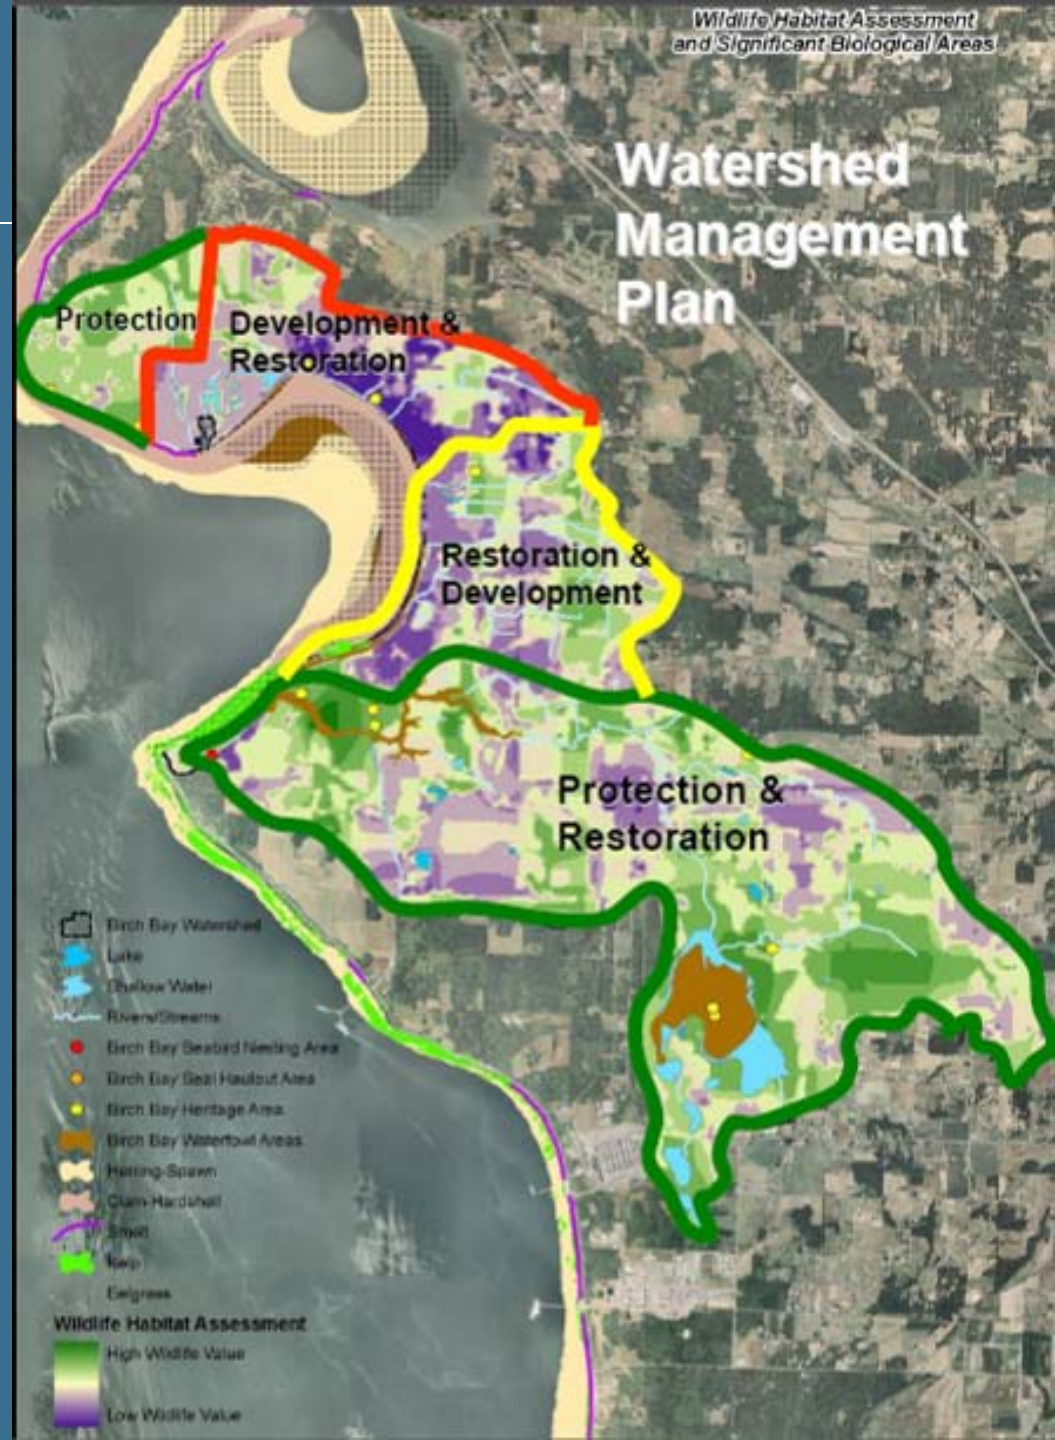 Wildlife Habitat Assessment
and Significant Biological Areas
Watershed
Management
Plan
Protection
Development &
Restoration
Restoration &
Development
Protection &
Restoration
Birch Bay Watershed
Lake
Shallow Water
Rivers/Streams
Birch Bay Seabird Nesting Area
Birch Bay Seal Haulout Area
Birch Bay Heritage Area
Birch Bay Waterfowl Areas
Herring-Spawn
Clam-Hardshell
Smelt
Kelp
Eelgrass
Wildlife Habitat Assessment
High Wildlife Value
Low Wildlife Value